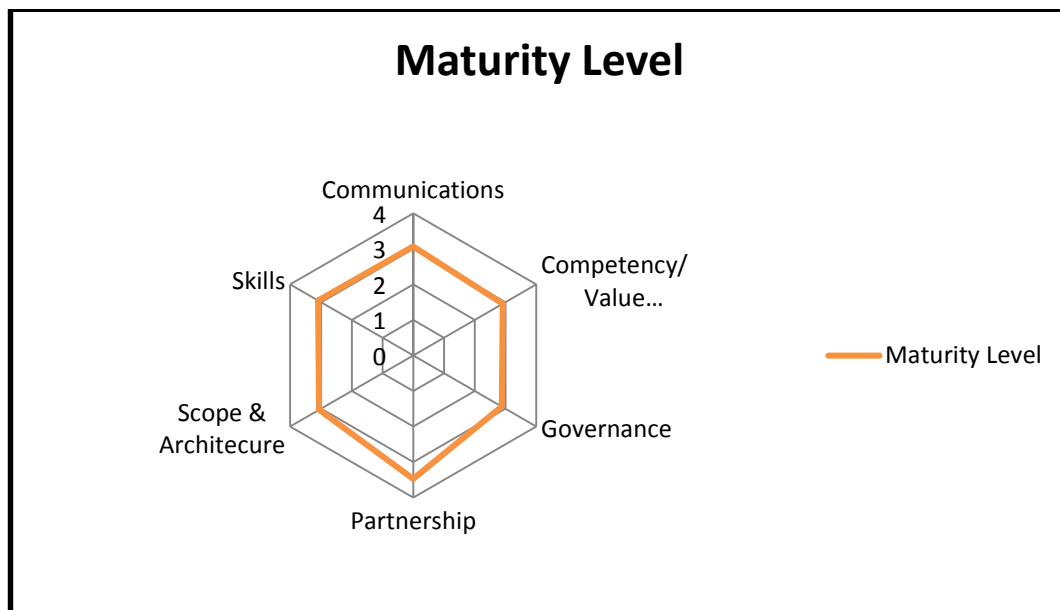 Maturity Level
Communications
4
3
2
1
0
Competency/
Value...
Governance
Partnership
Scope &
Architecure
Skills
Maturity Level